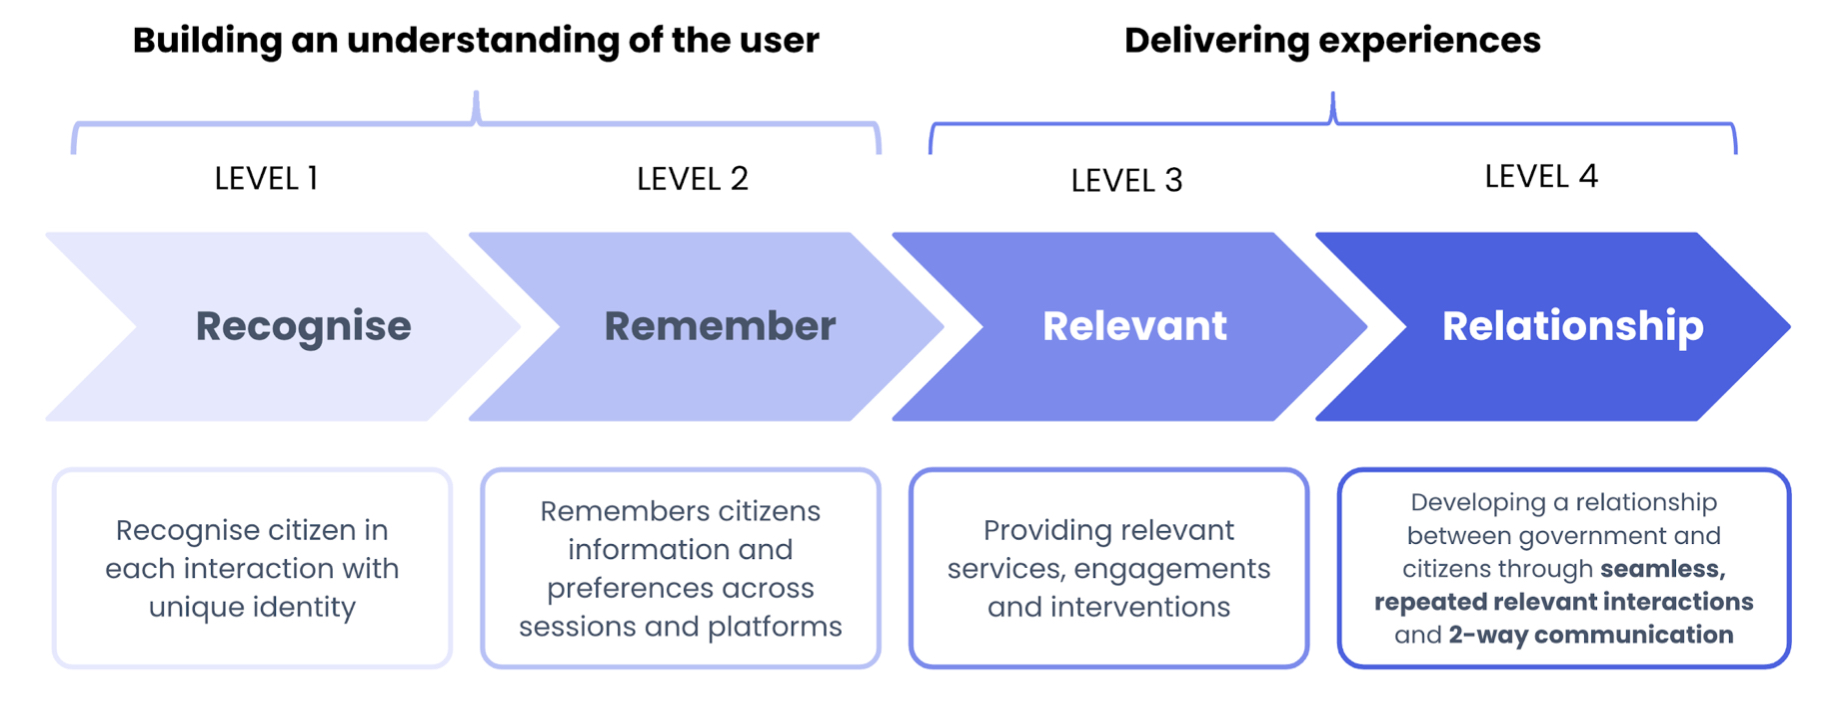 Building an understanding of the user
Delivering experiences
LEVEL 1
LEVEL 2
LEVEL 3
LEVEL 4
Recognise
Remember
Relevant
Relationship
Recognise citizen in
each interaction with
unique identity
Remembers citizens
information and
preferences across
sessions and platforms
Providing relevant
services, engagements
and interventions
Developing a relationship
between government and
citizens through seamless,
repeated relevant interactions
and 2-way communication